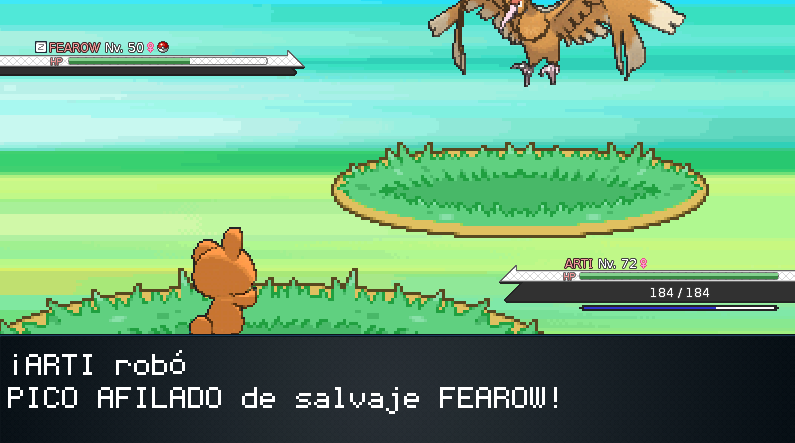 Z FEAROW Nv. 50
HP
ARTI Nv. 72
HP
184/184
¡ARTI robó
PICO AFILADO de salvaje FEAROW!